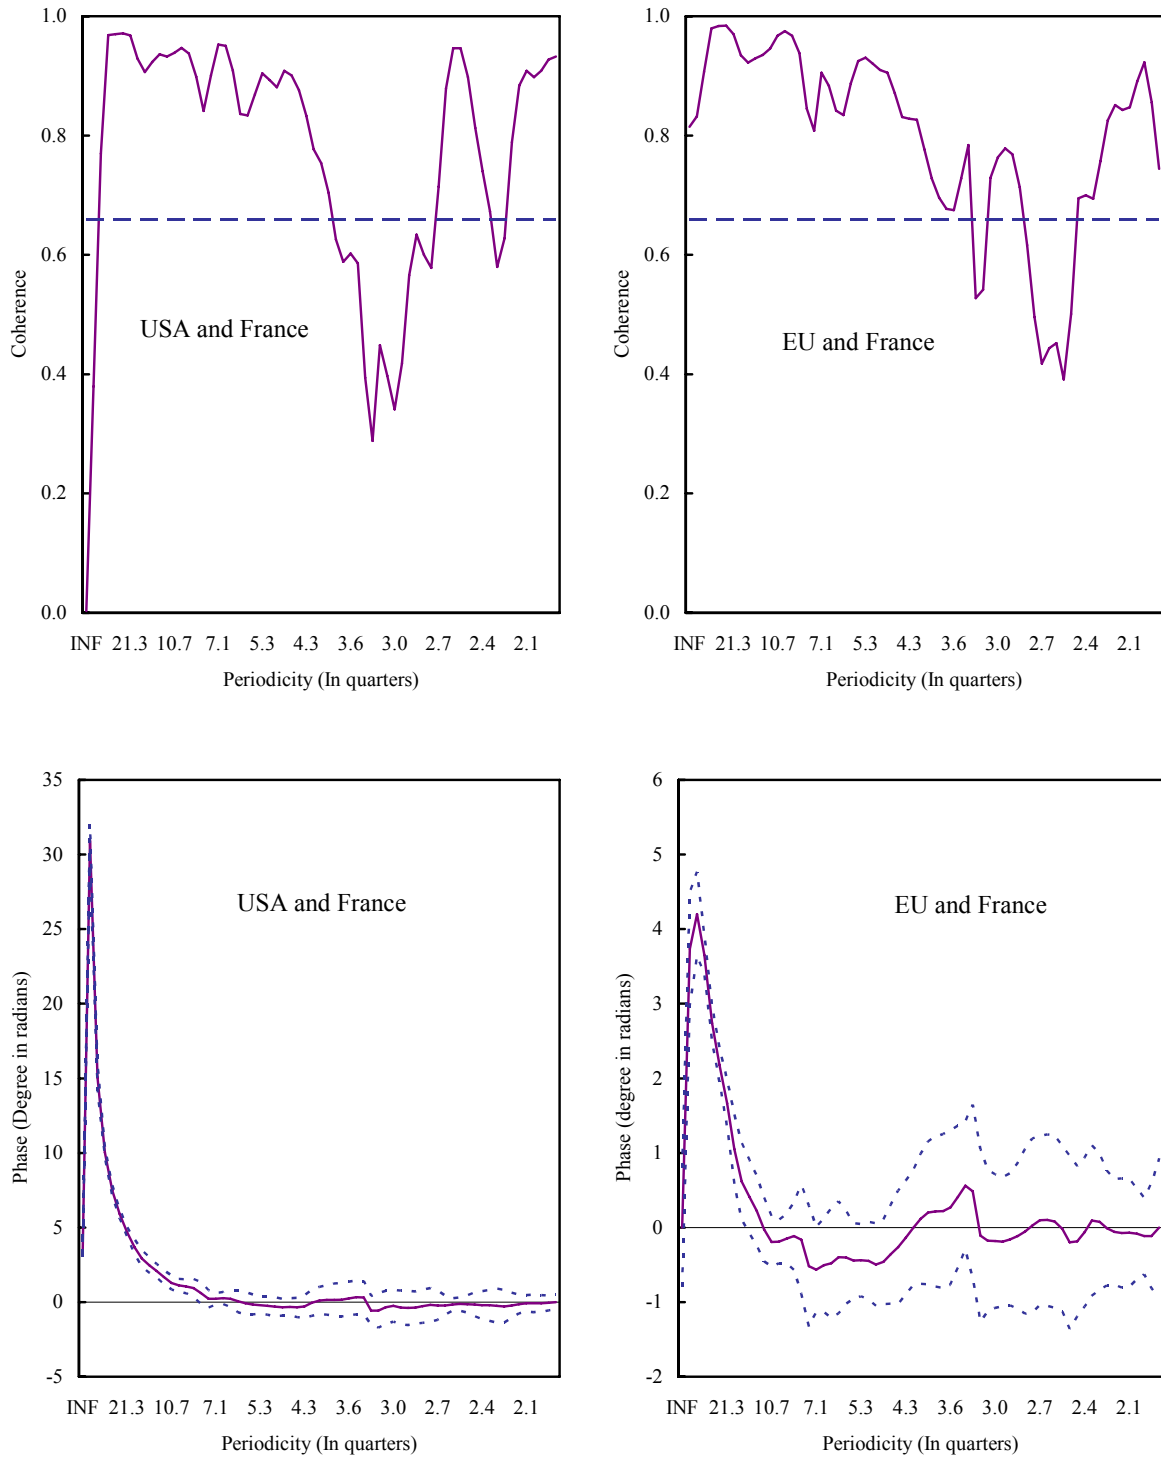 1.0
0.8
0.6
0.4
0.2
0.0
Coherence
USA and France
INF 21.3 10.7 7.1 5.3 4.3 3.6 3.0 2.7 2.4 2.1
Periodicity (In quarters)
1.0
0.8
0.6
0.4
0.2
0.0
Coherence
EU and France
INF 21.3 10.7 7.1 5.3 4.3 3.6 3.0 2.7 2.4 2.1
Periodicity (In quarters)
35
30
25
20
15
10
5
0
-5
Phase (Degree in radians)
USA and France
INF 21.3 10.7 7.1 5.3 4.3 3.6 3.0 2.7 2.4 2.1
Periodicity (In quarters)
6
5
4
3
2
1
0
-1
-2
Phase (degree in radians)
EU and France
INF 21.3 10.7 7.1 5.3 4.3 3.6 3.0 2.7 2.4 2.1
Periodicity (In quarters)